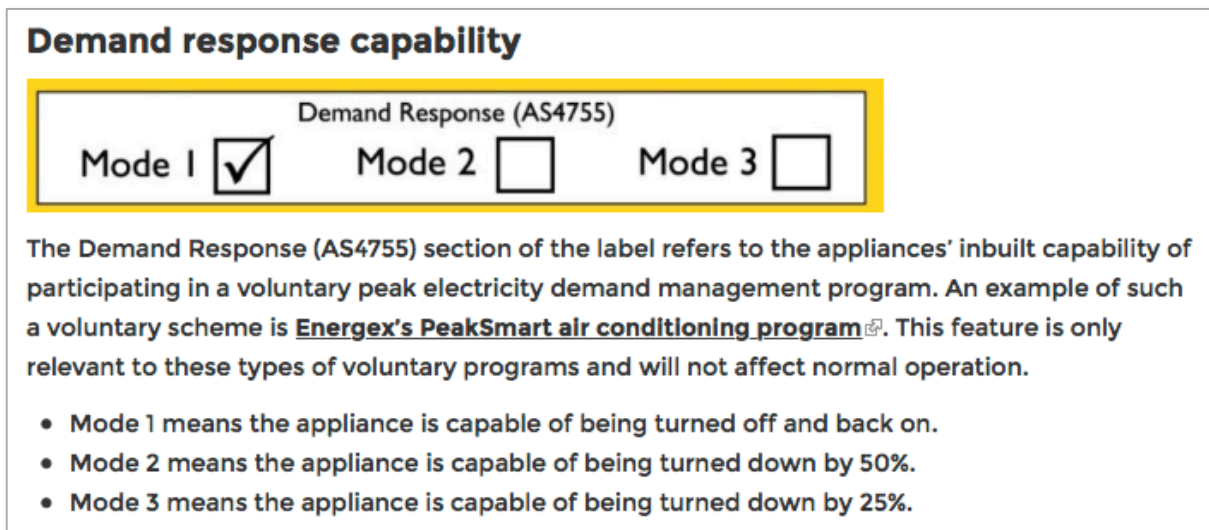 Demand response capability
Demand Response (AS4755)
Mode 1 ✓ Mode 2 Mode 3
The Demand Response (AS4755) section of the label refers to the appliances’ inbuilt capability of
participating in a voluntary peak electricity demand management program. An example of such
a voluntary scheme is Energex’s PeakSmart air conditioning program. This feature is only
relevant to these types of voluntary programs and will not affect normal operation.
• Mode 1 means the appliance is capable of being turned off and back on.
• Mode 2 means the appliance is capable of being turned down by 50%.
• Mode 3 means the appliance is capable of being turned down by 25%.